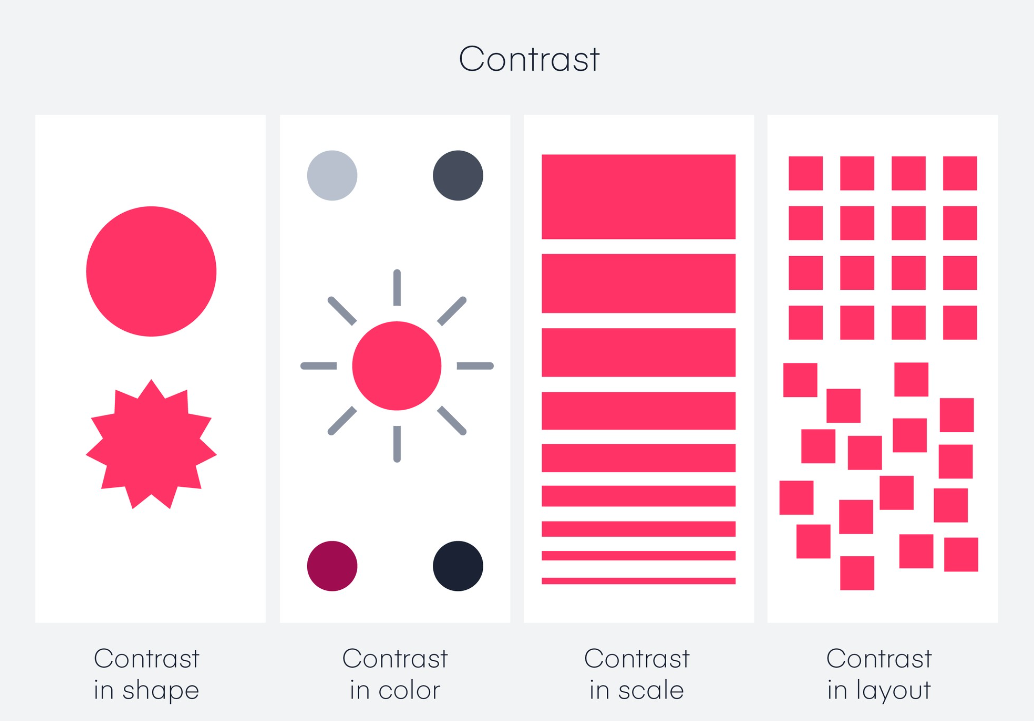 Contrast
Contrast
in shape
Contrast
in color
Contrast
in scale
Contrast
in layout